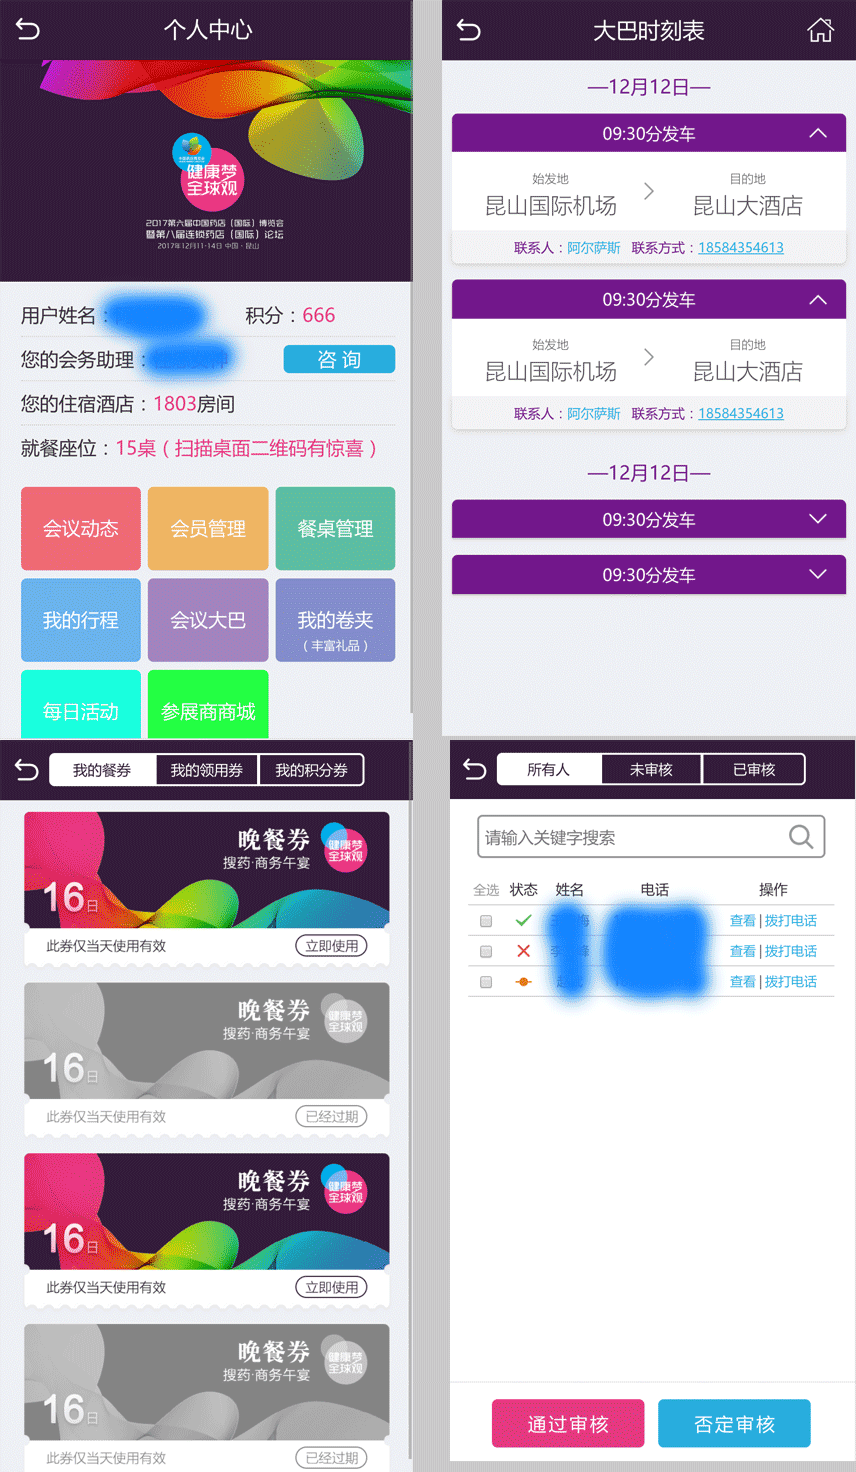 个人中心
健康梦
全球观
2017第六届中国药店（国际）博览会
暨第八届连锁药店（国际）论坛
2017年12月11-14日 中国·昆山
用户姓名： 积分：666
您的会务助理： 咨 询
您的住宿酒店：1803房间
就餐座位：15桌（扫描桌面二维码有惊喜）
会议动态 会员管理 餐桌管理
我的行程 会议大巴 我的卷夹
（丰富礼品）
每日活动 参展商商城
大巴时刻表
—12月12日—
09:30分发车
始发地 目的地
昆山国际机场 > 昆山大酒店
联系人：阿尔萨斯 联系方式：18584354613
09:30分发车
始发地 目的地
昆山国际机场 > 昆山大酒店
联系人：阿尔萨斯 联系方式：18584354613
—12月12日—
09:30分发车
09:30分发车
我的餐券 我的领用券 我的积分券
晚餐券
搜药·商务午宴
健康梦
全球观
16日
此券仅当天使用有效 立即使用
晚餐券
搜药·商务午宴
健康梦
全球观
16日
此券仅当天使用有效 已经过期
晚餐券
搜药·商务午宴
健康梦
全球观
16日
此券仅当天使用有效 立即使用
晚餐券
搜药·商务午宴
健康梦
全球观
16日
此券仅当天使用有效 已经过期
所有人 未审核 已审核
请输入关键字搜索
全选 状态 姓名 电话 操作
查看 | 拨打电话
查看 | 拨打电话
查看 | 拨打电话
通过审核 否定审核